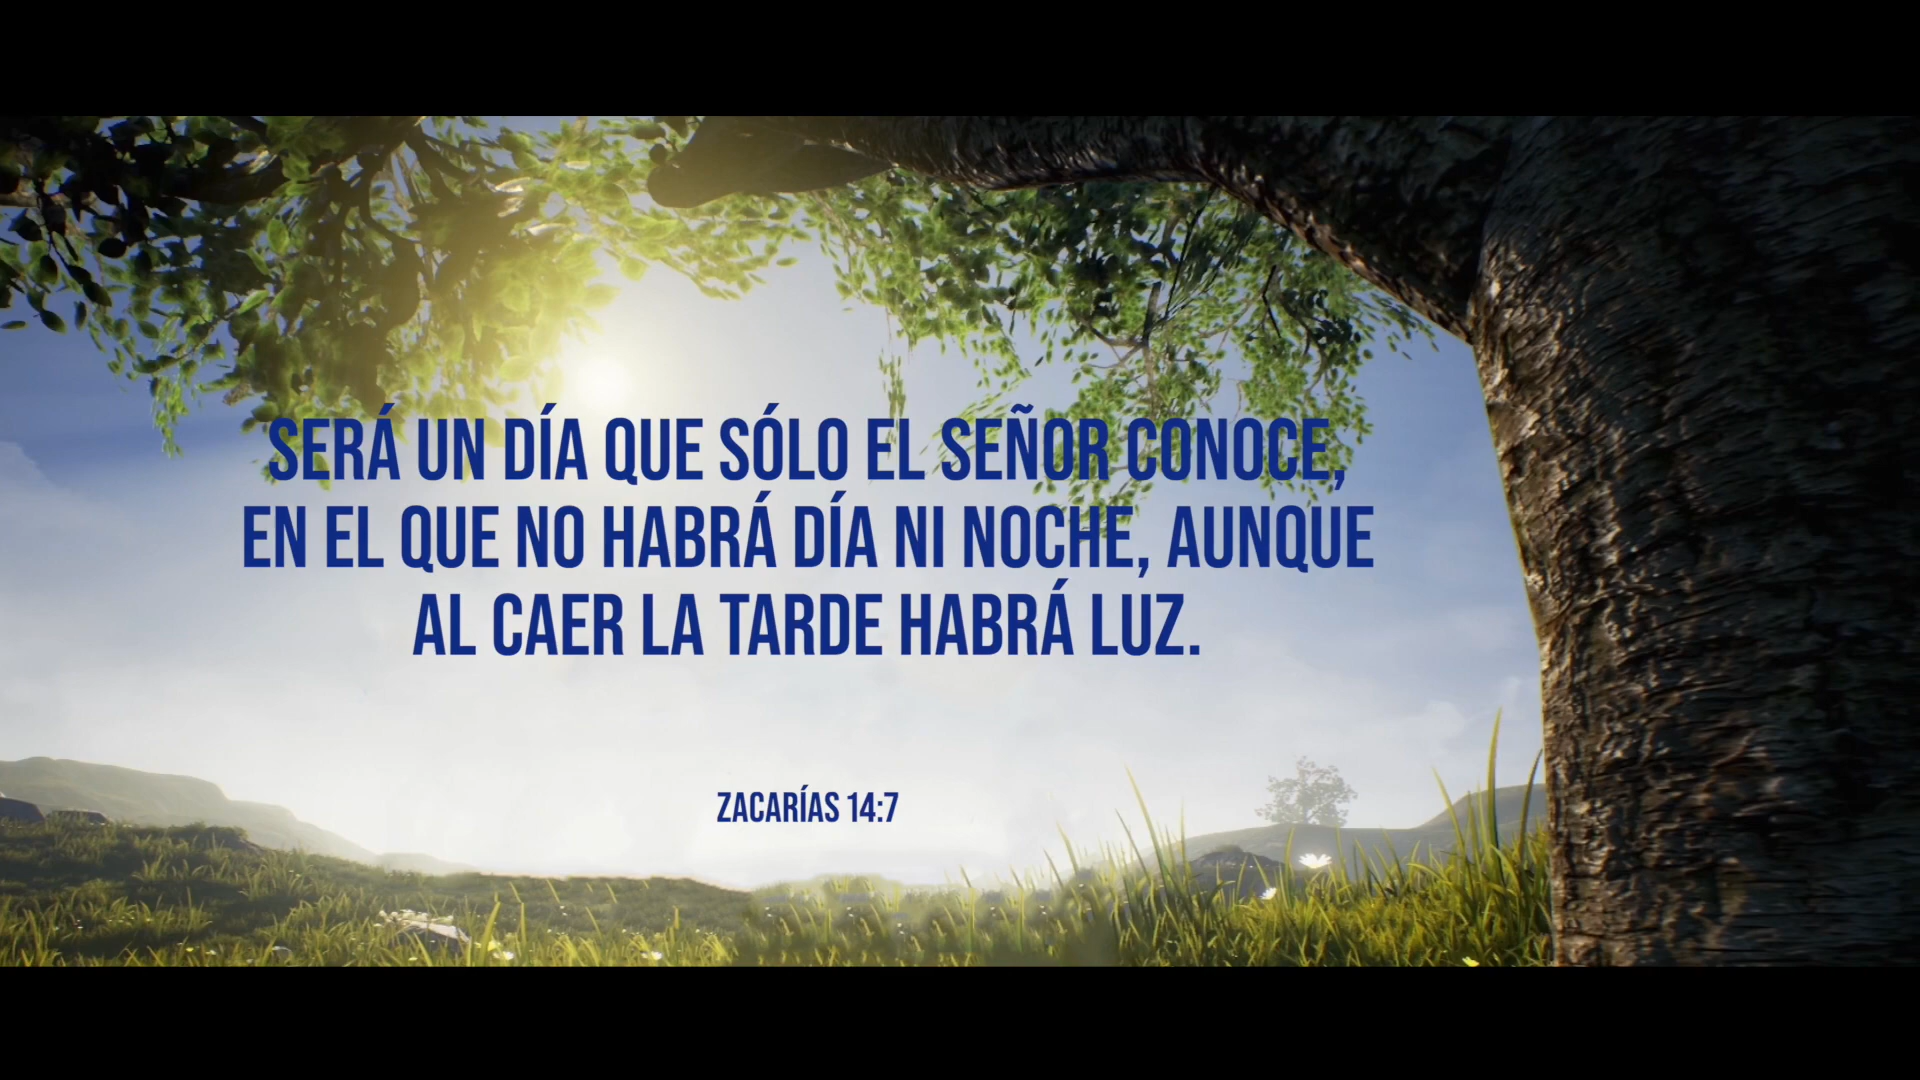 SERÁ UN DÍA QUE SÓLO EL SEÑOR CONOCE,
EN EL QUE NO HABRÁ DÍA NI NOCHE, AUNQUE
AL CAER LA TARDE HABRÁ LUZ.
ZACARÍAS 14:7